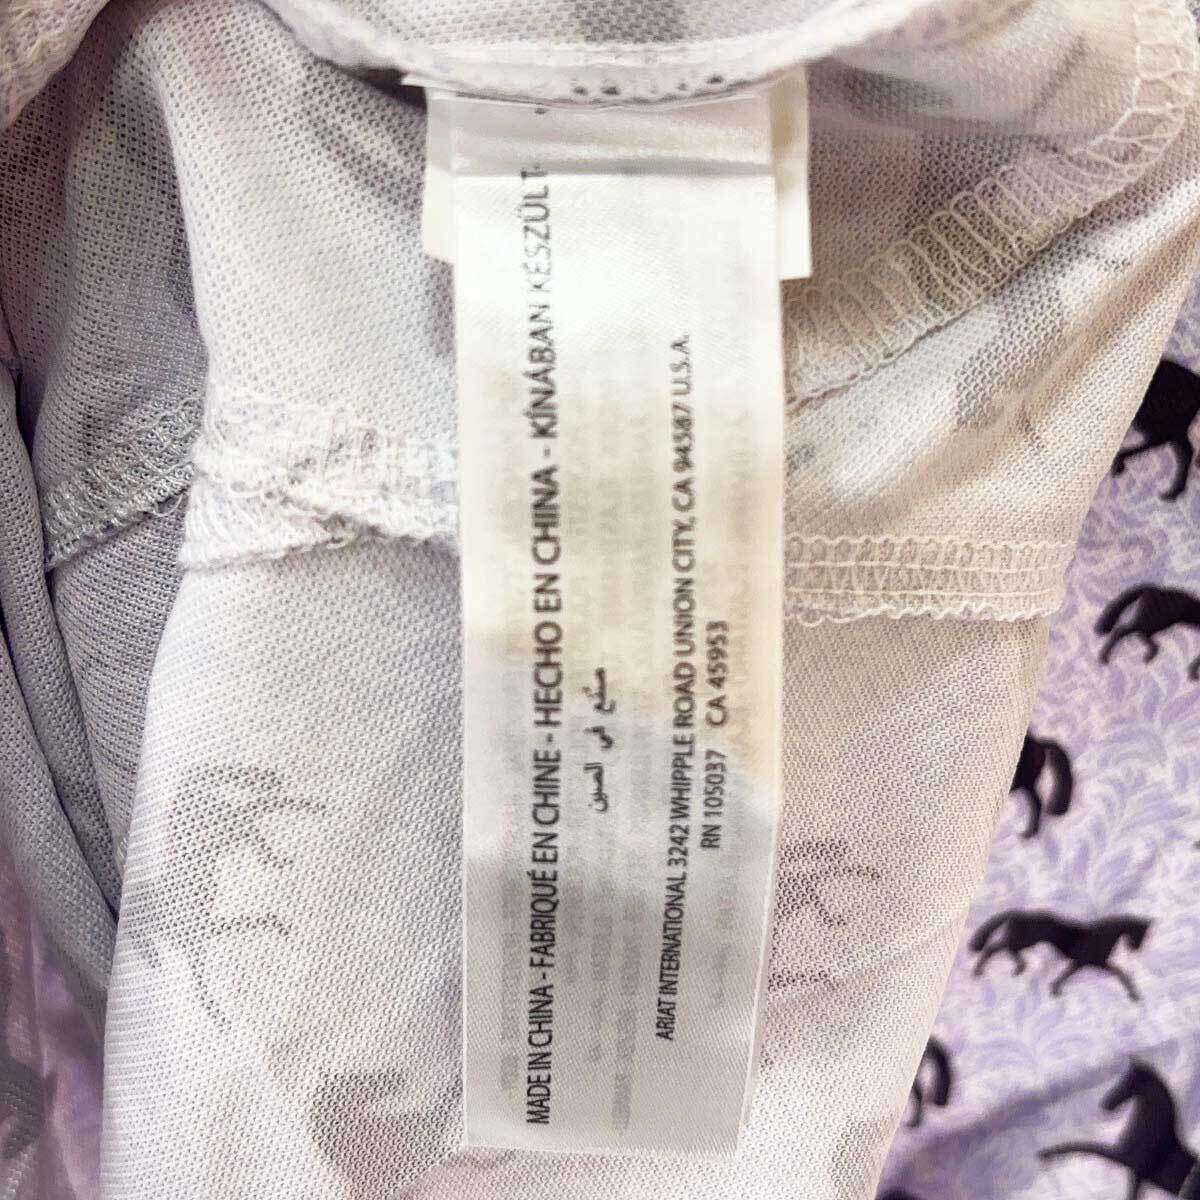 MADE IN CHINA - FABRIQUÉ EN CHINE - HECHO EN CHINA - KÍNÁBAN KÉSZÜLT-
صنع في الصين
ARIAT INTERNATIONAL 3242 WHIPPLE ROAD UNION CITY, CA 94587 U.S.A.
RN 105037 CA 45953